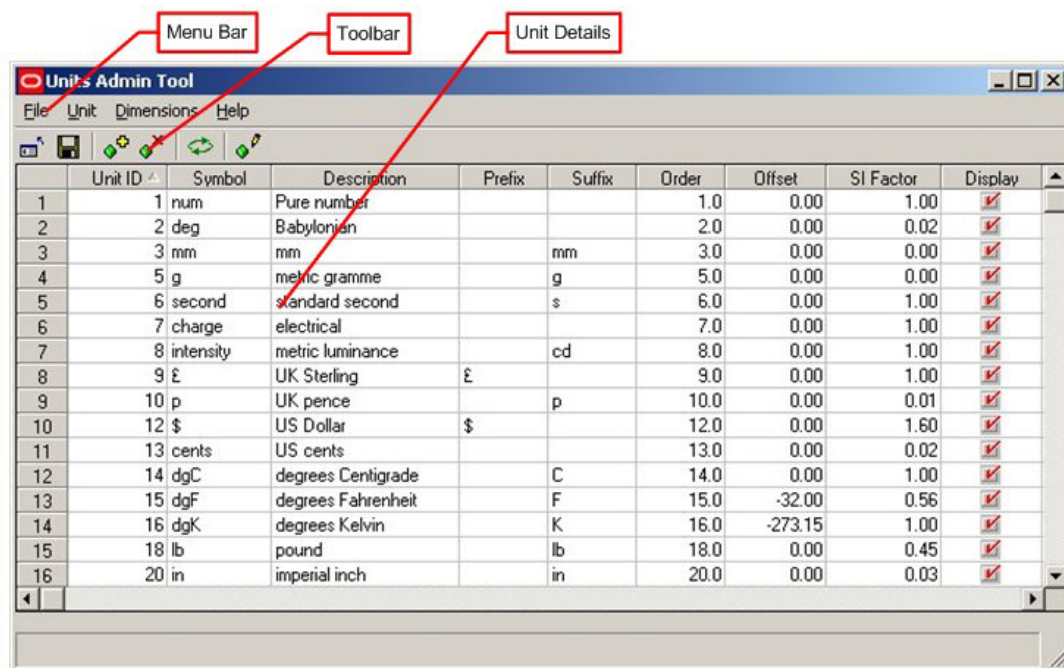 Menu Bar Toolbar Unit Details
Units Admin Tool
File Unit Dimensions Help
Unit ID Symbol Description Prefix Suffix Order Offset SI Factor Display
1 1 num Pure number 1.0 0.00 1.00
2 2 deg Babylonian 2.0 0.00 0.02
3 3 mm mm mm 3.0 0.00 0.00
4 5 g metric gramme g 5.0 0.00 0.00
5 6 second standard second s 6.0 0.00 1.00
6 7 charge electrical 7.0 0.00 1.00
7 8 intensity metric luminance cd 8.0 0.00 1.00
8 9 £ UK Sterling £ 9.0 0.00 1.00
9 10 p UK pence p 10.0 0.00 0.01
10 12 $ US Dollar $ 12.0 0.00 1.60
11 13 cents US cents 13.0 0.00 0.02
12 14 dgC degrees Centigrade C 14.0 0.00 1.00
13 15 dgF degrees Fahrenheit F 15.0 -32.00 0.56
14 16 dgK degrees Kelvin K 16.0 -273.15 1.00
15 18 lb pound lb 18.0 0.00 0.45
16 20 in imperial inch in 20.0 0.00 0.03